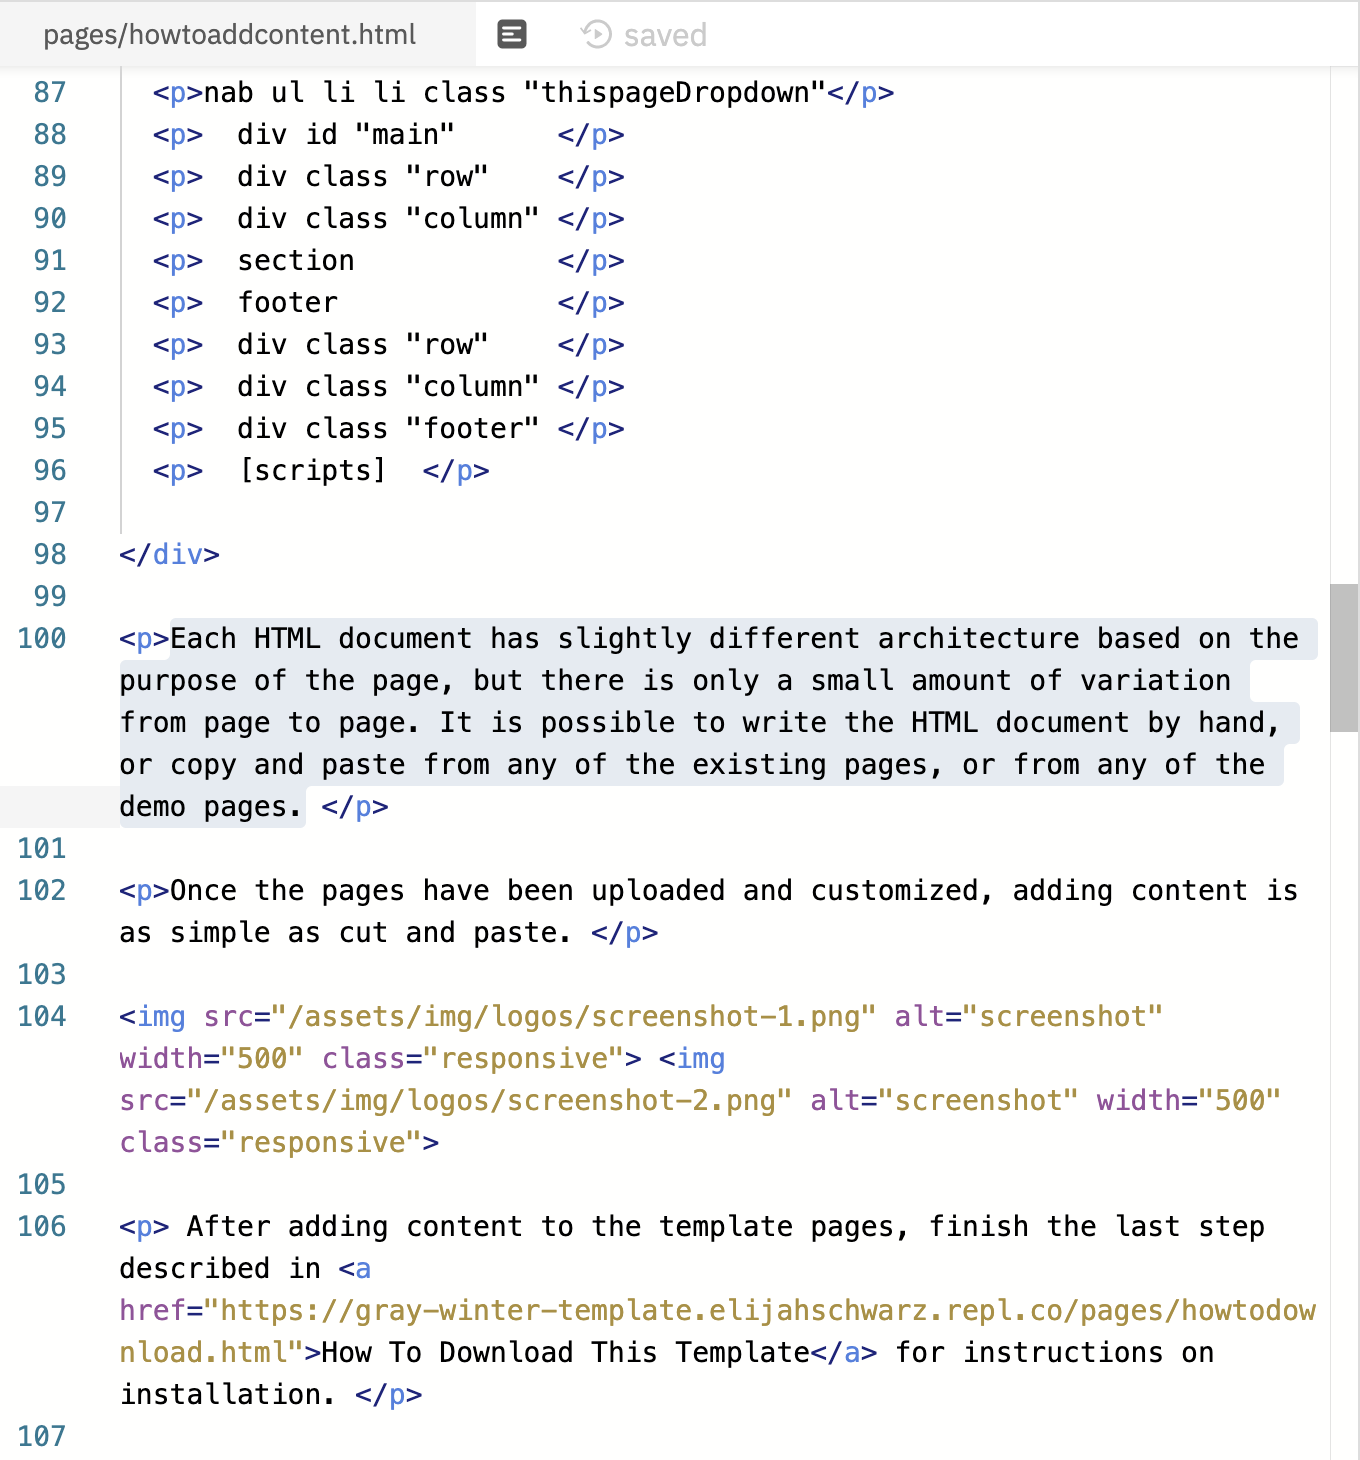 pages/howtoaddcontent.html saved
87 <p>nab ul li li class "thispageDropdown"</p>
88 <p>  div id "main"      </p>
89 <p>  div class "row"    </p>
90 <p>  div class "column" </p>
91 <p>  section            </p>
92 <p>  footer             </p>
93 <p>  div class "row"    </p>
94 <p>  div class "column" </p>
95 <p>  div class "footer" </p>
96 <p>  [scripts]  </p>
97
98 </div>
99
100 <p>Each HTML document has slightly different architecture based on the
purpose of the page, but there is only a small amount of variation
from page to page. It is possible to write the HTML document by hand,
or copy and paste from any of the existing pages, or from any of the
demo pages. </p>
101
102 <p>Once the pages have been uploaded and customized, adding content is
as simple as cut and paste. </p>
103
104 <img src="/assets/img/logos/screenshot-1.png" alt="screenshot"
width="500" class="responsive"> <img
src="/assets/img/logos/screenshot-2.png" alt="screenshot" width="500"
class="responsive">
105
106 <p> After adding content to the template pages, finish the last step
described in <a
href="https://gray-winter-template.elijahschwarz.repl.co/pages/howtodow
nload.html">How To Download This Template</a> for instructions on
installation. </p>
107